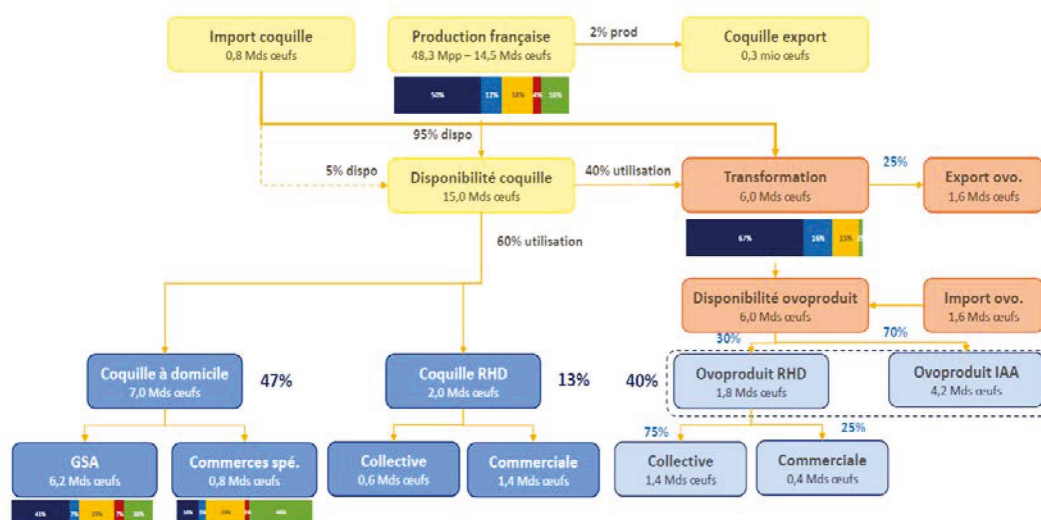 Import coquille
0,8 Mds œufs
Production française
48,3 Mpp – 14,5 Mds œufs
2% prod
Coquille export
0,3 mio œufs
50%
12%
18%
4%
16%
95% dispo
5% dispo
Disponibilité coquille
15,0 Mds œufs
40% utilisation
Transformation
6,0 Mds œufs
25%
Export ovo.
1,6 Mds œufs
67%
16%
15%
60% utilisation
Disponibilité ovoproduit
6,0 Mds œufs
Import ovo.
1,6 Mds œufs
30%
70%
Coquille à domicile
7,0 Mds œufs
47%
Coquille RHD
2,0 Mds œufs
13%
40%
Ovoproduit RHD
1,8 Mds œufs
Ovoproduit IAA
4,2 Mds œufs
75%
25%
GSA
6,2 Mds œufs
Commerces spé.
0,8 Mds œufs
Collective
0,6 Mds œufs
Commerciale
1,4 Mds œufs
Collective
1,4 Mds œufs
Commerciale
0,4 Mds œufs
41%
7%
7%